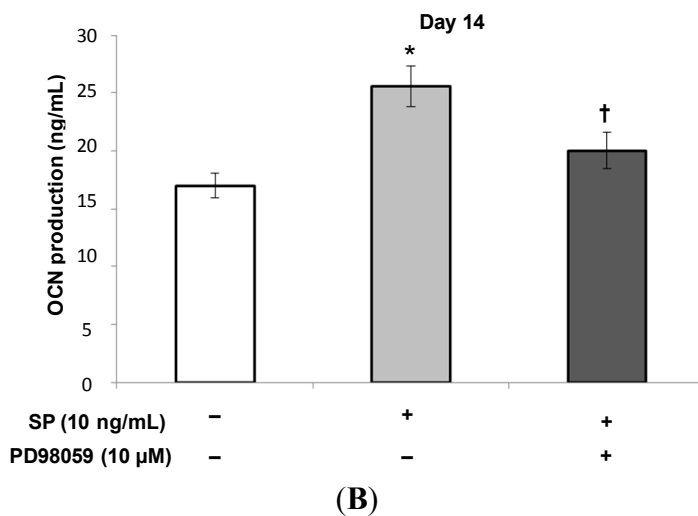 Day 14
OCN production (ng/mL)
30
25
20
15
10
5
0
*
†
SP (10 ng/mL) – + +
PD98059 (10 µM) – – +
(B)